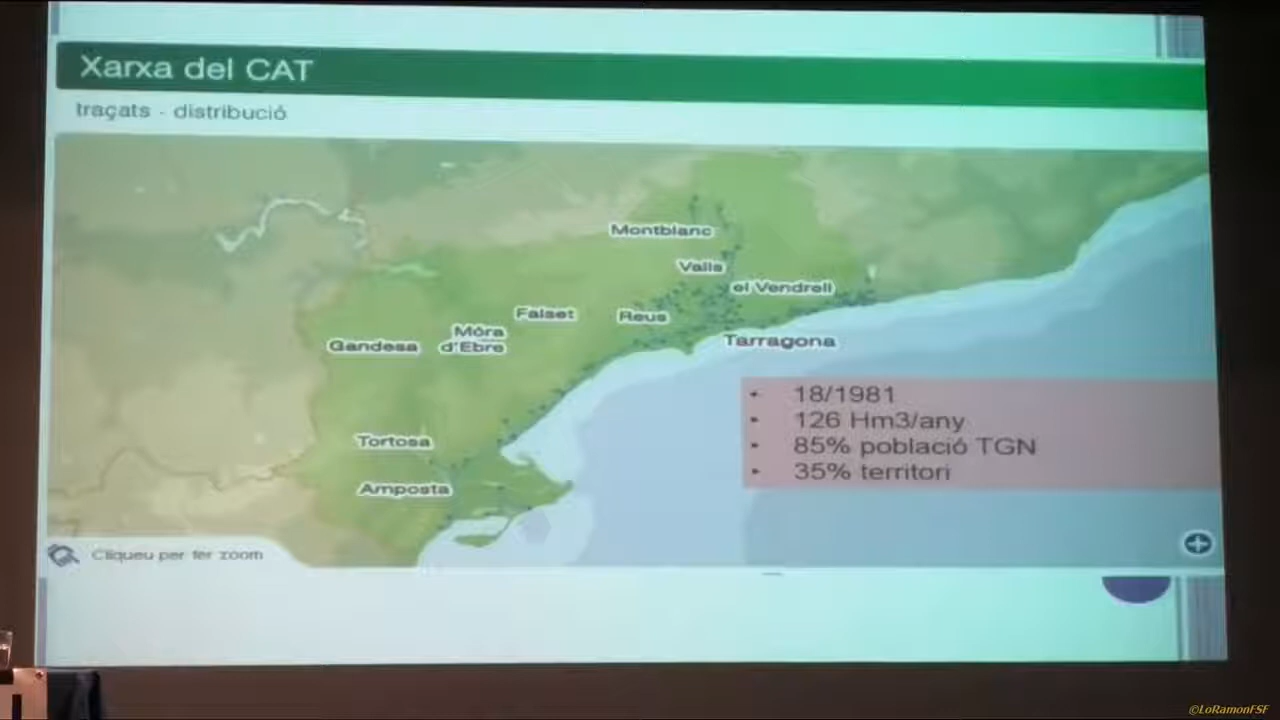 Xarxa del CAT
traçats - distribució
Montblanc
Valls
el Vendrell
Falset
Reus
Móra
d'Ebre
Gandesa
Tarragona
• 18/1981
• 126 Hm3/any
• 85% població TGN
• 35% territori
Tortosa
Amposta
Cliqueu per fer zoom
©LoRamonFSF